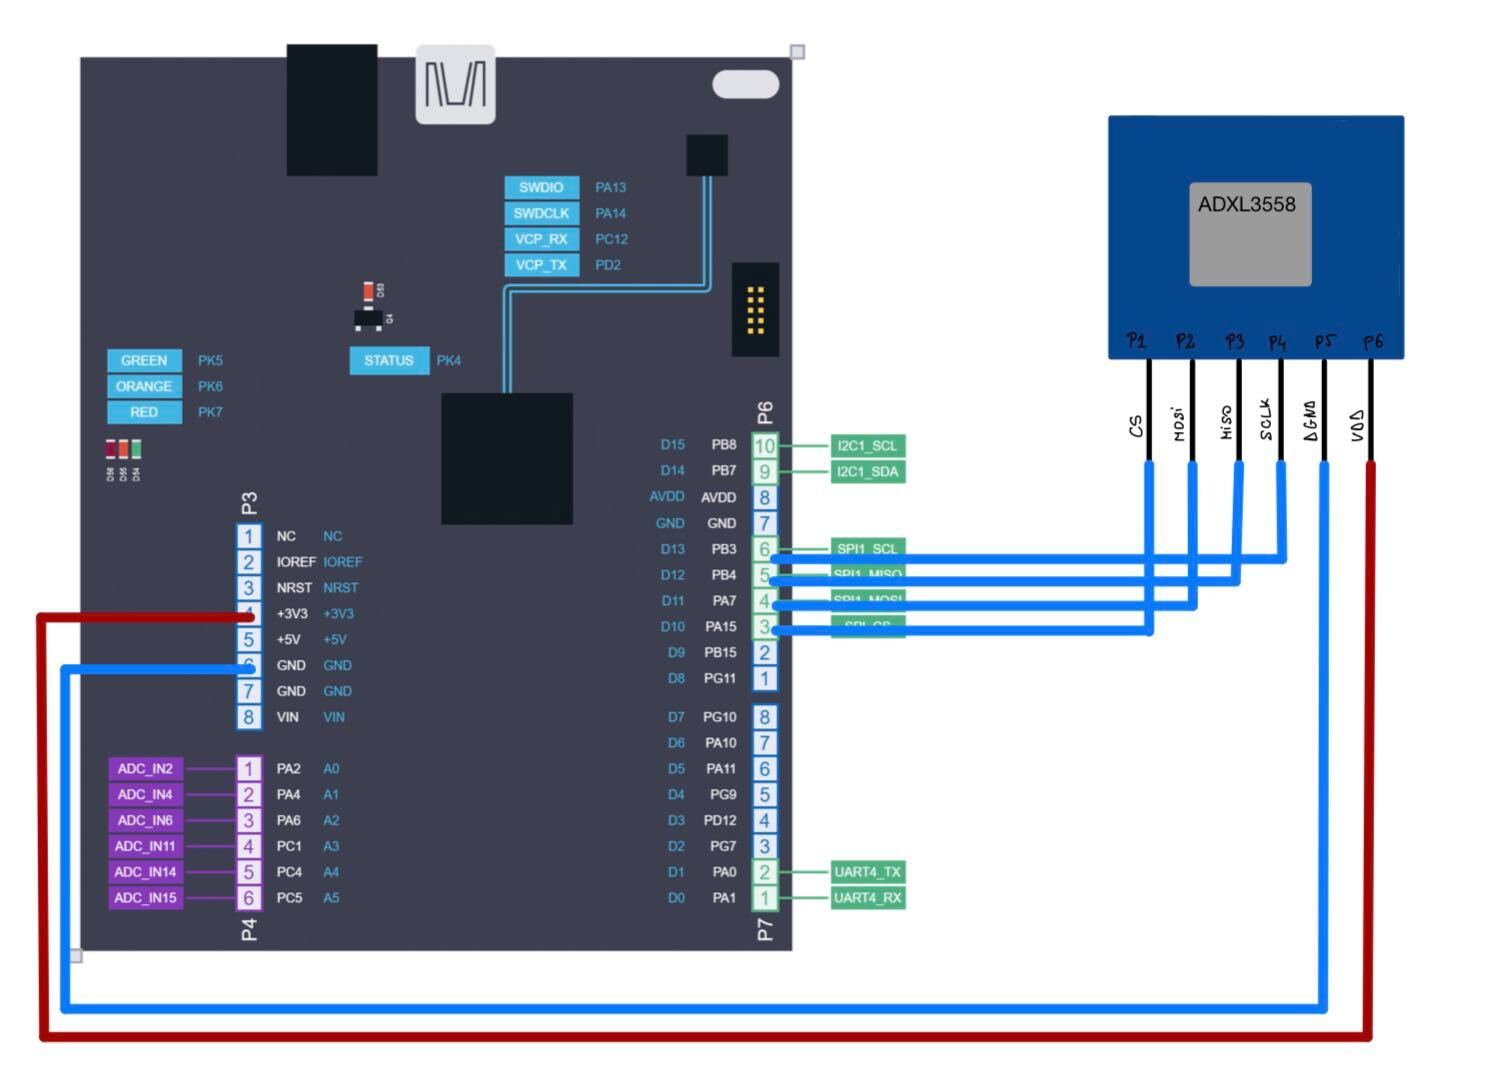 SWDIO PA13
SWDCLK PA14
VCP_RX PC12
VCP_TX PD2
D53
Q4
GREEN PK5
ORANGE PK6
RED PK7
STATUS PK4
D56 D55 D54
ADXL3558
P1 P2 P3 P4 P5 P6
CS MOSI MISO SCLK DGND VDD
P6
D15 PB8 10 I2C1_SCL
D14 PB7 9 I2C1_SDA
AVDD AVDD 8
GND GND 7
D13 PB3 6 SPI1_SCL
D12 PB4 5 SPI1_MISO
D11 PA7 4 SPI1_MOSI
D10 PA15 3 SPI_CS
D9 PB15 2
D8 PG11 1
P3
1 NC NC
2 IOREF IOREF
3 NRST NRST
4 +3V3 +3V3
5 +5V +5V
6 GND GND
7 GND GND
8 VIN VIN
D7 PG10 8
D6 PA10 7
D5 PA11 6
D4 PG9 5
D3 PD12 4
D2 PG7 3
D1 PA0 2 UART4_TX
D0 PA1 1 UART4_RX
P7
ADC_IN2 1 PA2 A0
ADC_IN4 2 PA4 A1
ADC_IN6 3 PA6 A2
ADC_IN11 4 PC1 A3
ADC_IN14 5 PC4 A4
ADC_IN15 6 PC5 A5
P4